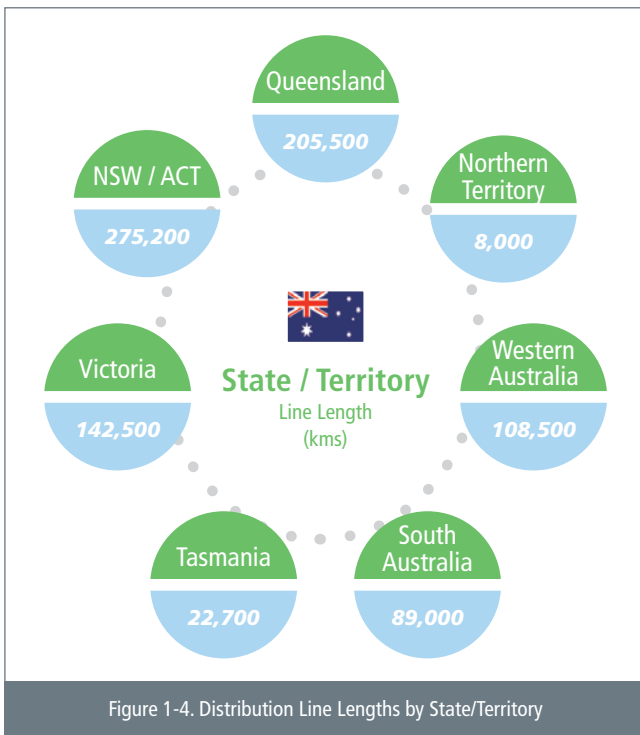 Queensland
205,500
Northern
Territory
8,000
NSW / ACT
275,200
Western
Australia
108,500
Victoria
142,500
State / Territory
Line Length
(kms)
South
Australia
89,000
Tasmania
22,700
Figure 1-4. Distribution Line Lengths by State/Territory